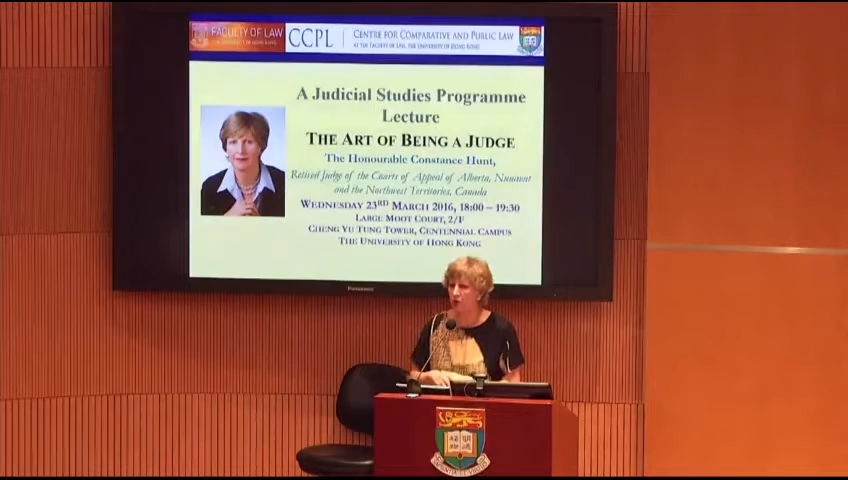 FACULTY OF LAW
CCPL
CENTRE FOR COMPARATIVE AND PUBLIC LAW
AT THE FACULTY OF LAW, THE UNIVERSITY OF HONG KONG
A Judicial Studies Programme
Lecture
THE ART OF BEING A JUDGE
The Honourable Constance Hunt,
Retired Judge of the Courts of Appeal of Alberta, Nunavut
and the Northwest Territories, Canada
WEDNESDAY 23RD MARCH 2016, 18:00 – 19:30
LARGE MOOT COURT, 2/F
CHENG YU TUNG TOWER, CENTENNIAL CAMPUS
THE UNIVERSITY OF HONG KONG
Panasonic